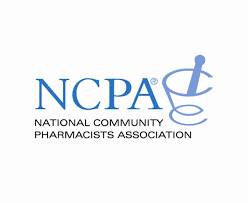 NCPA®
NATIONAL COMMUNITY
PHARMACISTS ASSOCIATION